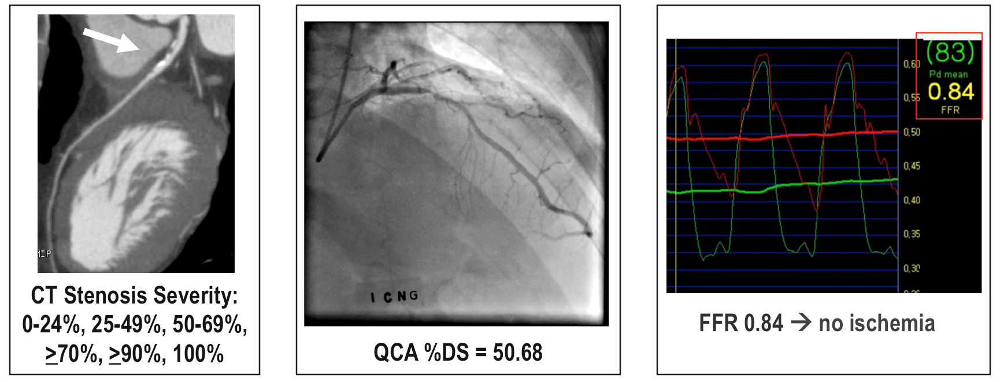 MIP
CT Stenosis Severity:
0-24%, 25-49%, 50-69%,
≥70%, ≥90%, 100%
I C N G
QCA %DS = 50.68
(83)
Pd mean
0.84
FFR
0,60
0,55
0,50
0,45
0,40
0,35
0,30
FFR 0.84 → no ischemia